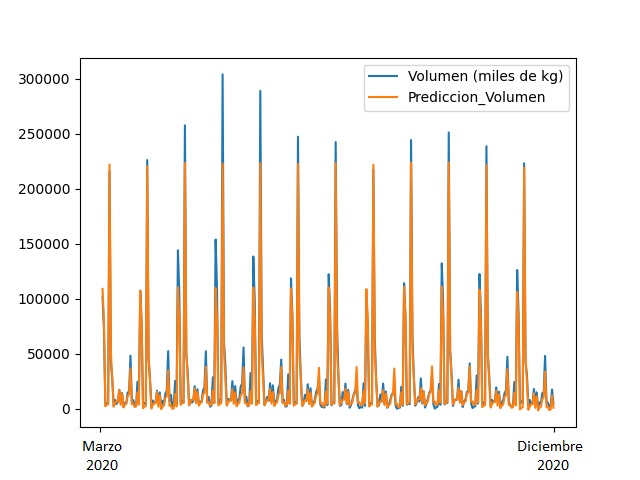 Volumen (miles de kg)
Prediccion_Volumen
300000
250000
200000
150000
100000
50000
0
Marzo
2020
Diciembre
2020